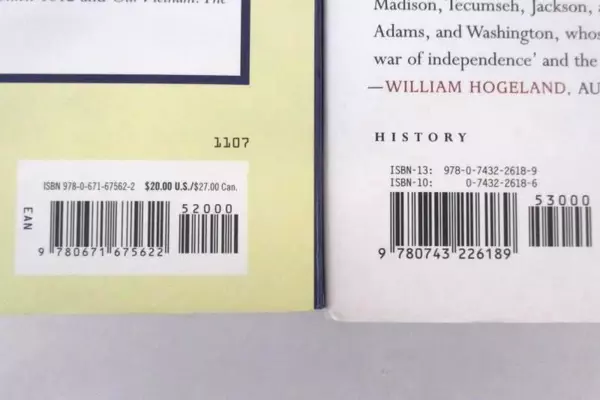 The
1107
ISBN 978-0-671-67562-2 $20.00 U.S./$27.00 Can.
52000
EAN
9 780671 675622
Madison, Tecumseh, Jackson,
Adams, and Washington,
war of independence' and the
—WILLIAM HOGELAND,
HISTORY
ISBN-13: 978-0-7432-2618-9
ISBN-10: 0-7432-2618-6
53000
9 780743 226189